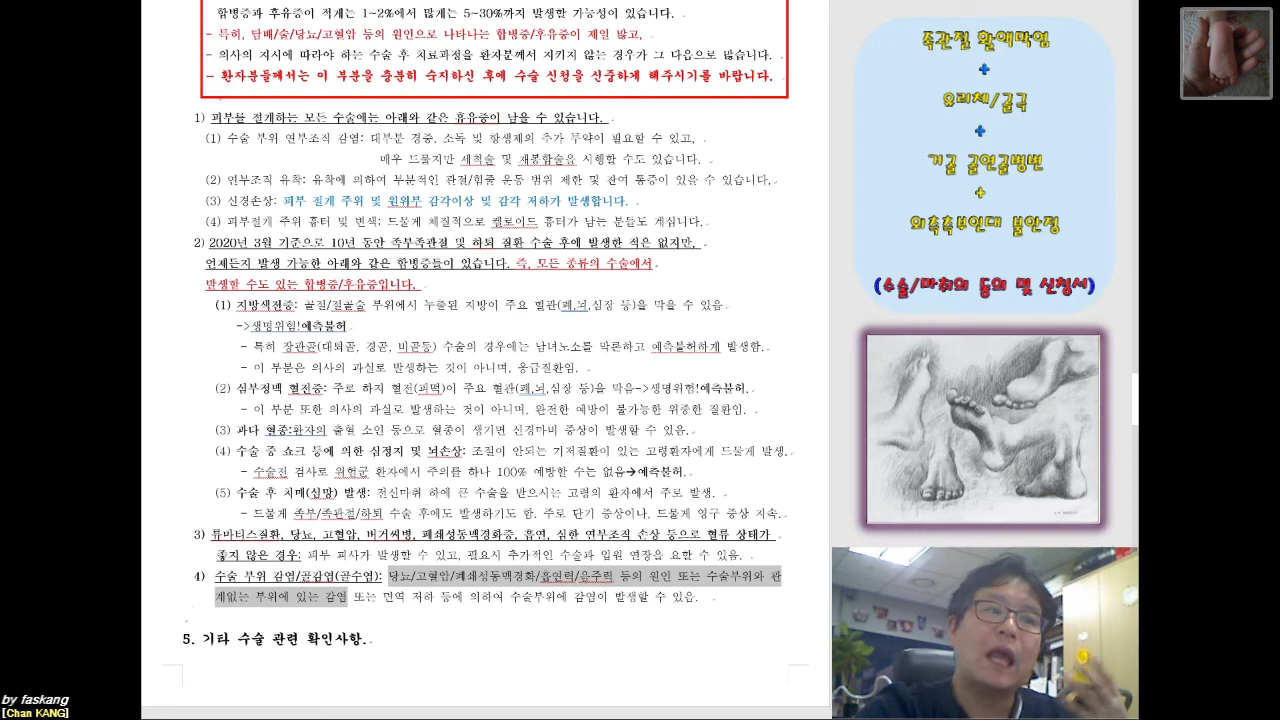 합병증과 후유증이 적게는 1~2%에서 많게는 5~30%까지 발생할 가능성이 있습니다.
- 특히, 담배/술/당뇨/고혈압 등의 원인으로 나타나는 합병증/후유증이 제일 많고,
- 의사의 지시에 따라야 하는 수술 후 치료과정을 환자분께서 지키지 않는 경우가 그 다음으로 많습니다.
- 환자분들께서는 이 부분을 충분히 숙지하신 후에 수술 신청을 신중하게 해주시기를 바랍니다.
1) 피부를 절개하는 모든 수술에는 아래와 같은 휴유증이 남을 수 있습니다.
(1) 수술 부위 연부조직 감염: 대부분 경증, 소독 및 항생제의 추가 투약이 필요할 수 있고,
매우 드물지만 세척술 및 재봉합술을 시행할 수도 있습니다.
(2) 연부조직 유착: 유착에 의하여 부분적인 관절/힘줄 운동 범위 제한 및 잔여 통증이 있을 수 있습니다.
(3) 신경손상: 피부 절개 주위 및 원위부 감각이상 및 감각 저하가 발생합니다.
(4) 피부절개 주위 흉터 및 변색: 드물게 체질적으로 켈로이드 흉터가 남는 분들도 계십니다.
2) 2020년 3월 기준으로 10년 동안 족부족관절 및 하퇴 질환 수술 후에 발생한 적은 없지만,
언제든지 발생 가능한 아래와 같은 합병증들이 있습니다. 즉, 모든 종류의 수술에서
발생할 수도 있는 합병증/후유증입니다.
(1) 지방색전증: 골절/절골술 부위에서 누출된 지방이 주요 혈관(폐,뇌,심장 등)을 막을 수 있음
->생명위험!예측불허
- 특히 장관골(대퇴골, 경골, 비골등) 수술의 경우에는 남녀노소를 막론하고 예측불허하게 발생함.
- 이 부분은 의사의 과실로 발생하는 것이 아니며, 응급질환임.
(2) 심부정맥 혈전증: 주로 하지 혈전(피떡)이 주요 혈관(폐,뇌,심장 등)을 막음->생명위험!예측불허.
- 이 부분 또한 의사의 과실로 발생하는 것이 아니며, 완전한 예방이 불가능한 위중한 질환임.
(3) 과다 혈종:환자의 출혈 소인 등으로 혈종이 생기면 신경마비 증상이 발생할 수 있음.
(4) 수술 중 쇼크 등에 의한 심정지 및 뇌손상: 조절이 안되는 기저질환이 있는 고령환자에게 드물게 발생.
- 수술전 검사로 위험군 환자에서 주의를 하나 100% 예방할 수는 없음→예측불허.
(5) 수술 후 치매(섬망) 발생: 전신마취 하에 큰 수술을 받으시는 고령의 환자에서 주로 발생.
- 드물게 족부/족관절/하퇴 수술 후에도 발생하기도 함. 주로 단기 증상이나, 드물게 영구 증상 지속.
3) 류마티스질환, 당뇨, 고혈압, 버거씨병, 폐쇄성동맥경화증, 흡연, 심한 연부조직 손상 등으로 혈류 상태가
좋지 않은 경우: 피부 괴사가 발생할 수 있고, 필요시 추가적인 수술과 입원 연장을 요할 수 있음.
4) 수술 부위 감염/골감염(골수염): 당뇨/고혈압/폐쇄성동맥경화/흡연력/음주력 등의 원인 또는 수술부위와 관
계없는 부위에 있는 감염 또는 면역 저하 등에 의하여 수술부위에 감염이 발생할 수 있음.
5. 기타 수술 관련 확인사항.
족관절 활액막염
+
유리체/골극
+
거골 골연골병변
+
외측측부인대 불안정
(수술/마취의 동의 및 신청서)
by faskang
[Chan KANG]